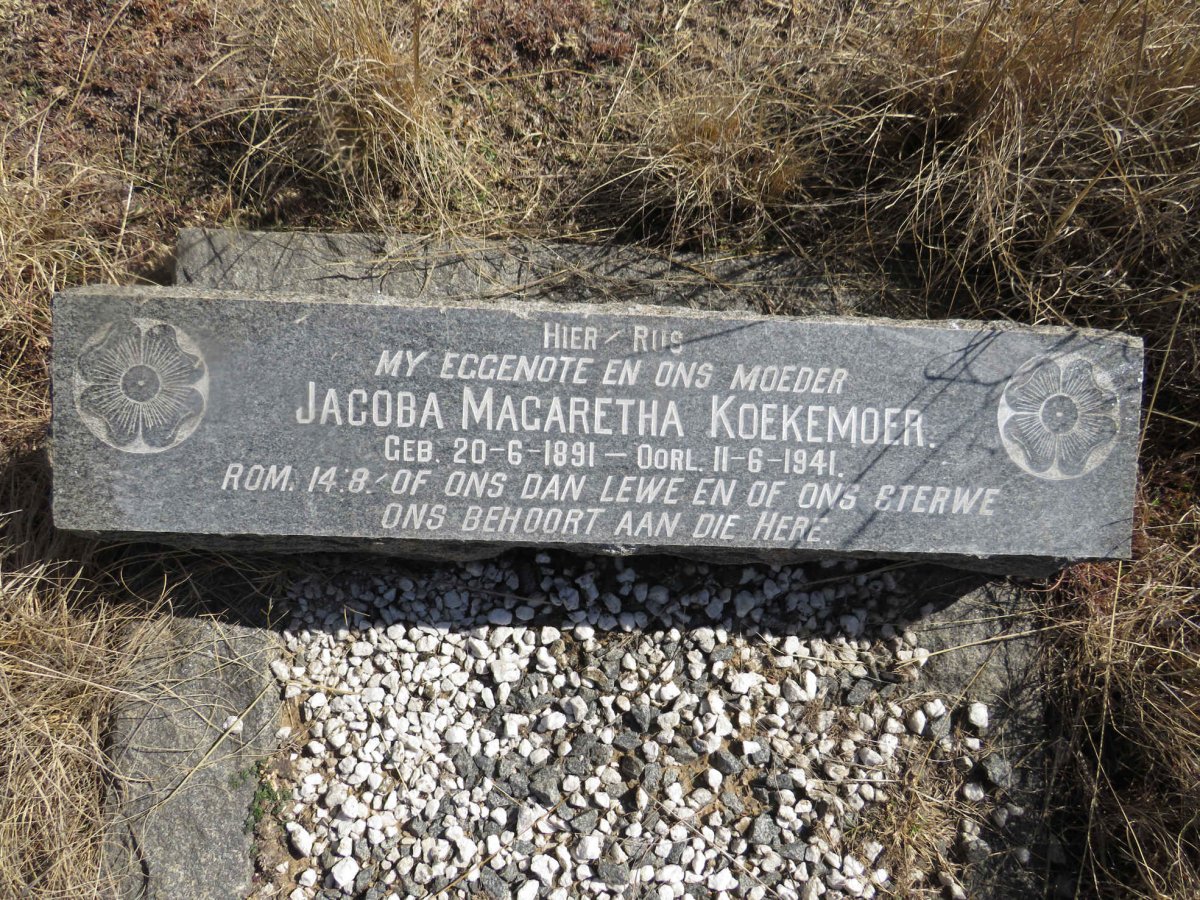 HIER RUS
MY EGGENOTE EN ONS MOEDER
JACOBA MAGARETHA KOEKEMOER.
GEB. 20-6-1891 — OORL. 11-6-1941.
ROM. 14:8. OF ONS DAN LEWE EN OF ONS STERWE
ONS BEHOORT AAN DIE HERE.